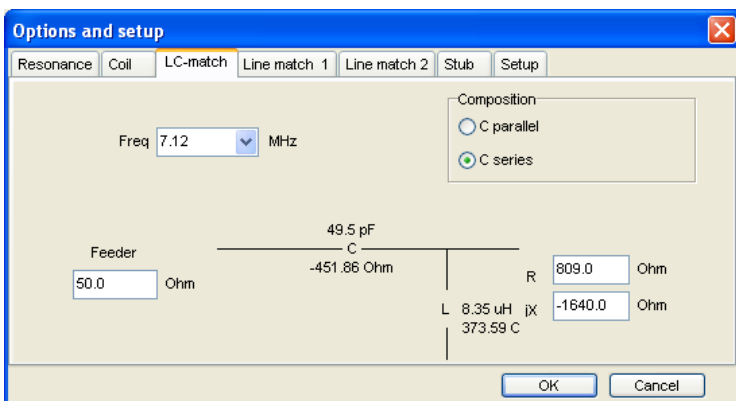 Options and setup
Resonance Coil LC-match Line match 1 Line match 2 Stub Setup
Composition
C parallel
C series
Freq 7.12 MHz
49.5 pF
C
-451.86 Ohm
Feeder
50.0 Ohm
R 809.0 Ohm
L 8.35 uH jX -1640.0 Ohm
373.59 C
OK Cancel